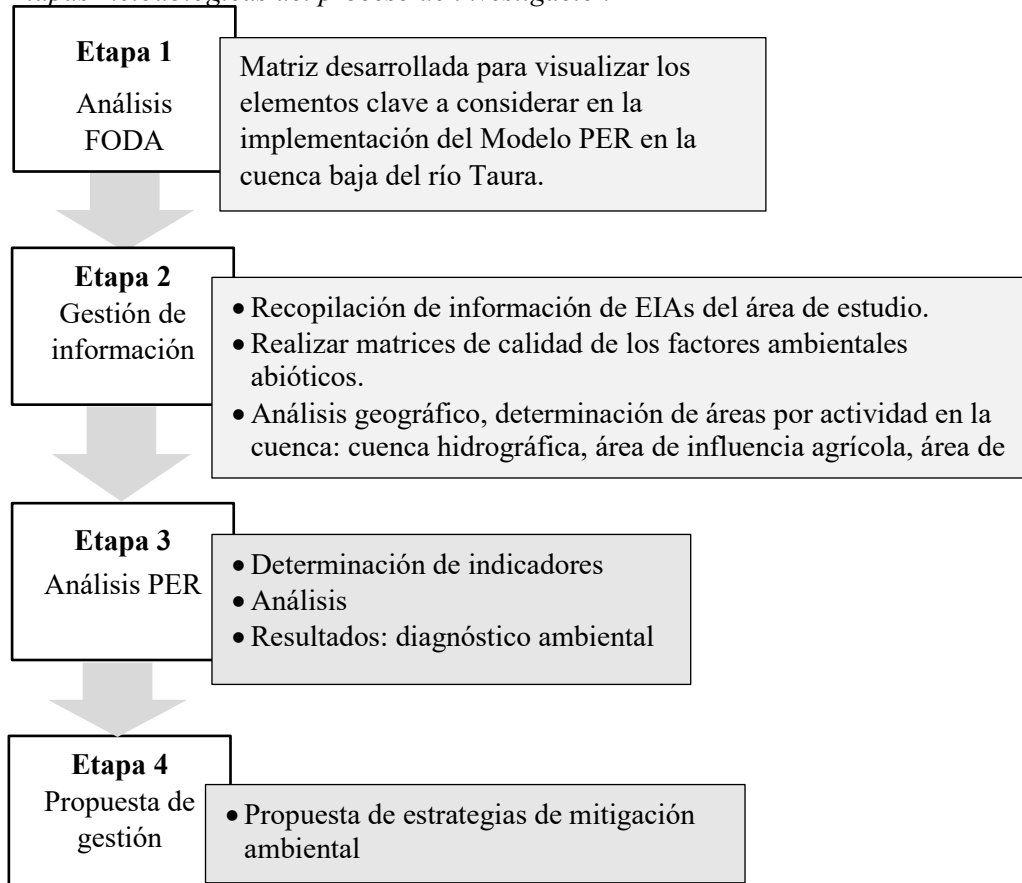 Etapa 1
Análisis
FODA
Matriz desarrollada para visualizar los
elementos clave a considerar en la
implementación del Modelo PER en la
cuenca baja del río Taura.
Etapa 2
Gestión de
información
• Recopilación de información de EIAs del área de estudio.
• Realizar matrices de calidad de los factores ambientales
abióticos.
• Análisis geográfico, determinación de áreas por actividad en la
cuenca: cuenca hidrográfica, área de influencia agrícola, área de
Etapa 3
Análisis PER
• Determinación de indicadores
• Análisis
• Resultados: diagnóstico ambiental
Etapa 4
Propuesta de
gestión
• Propuesta de estrategias de mitigación
ambiental